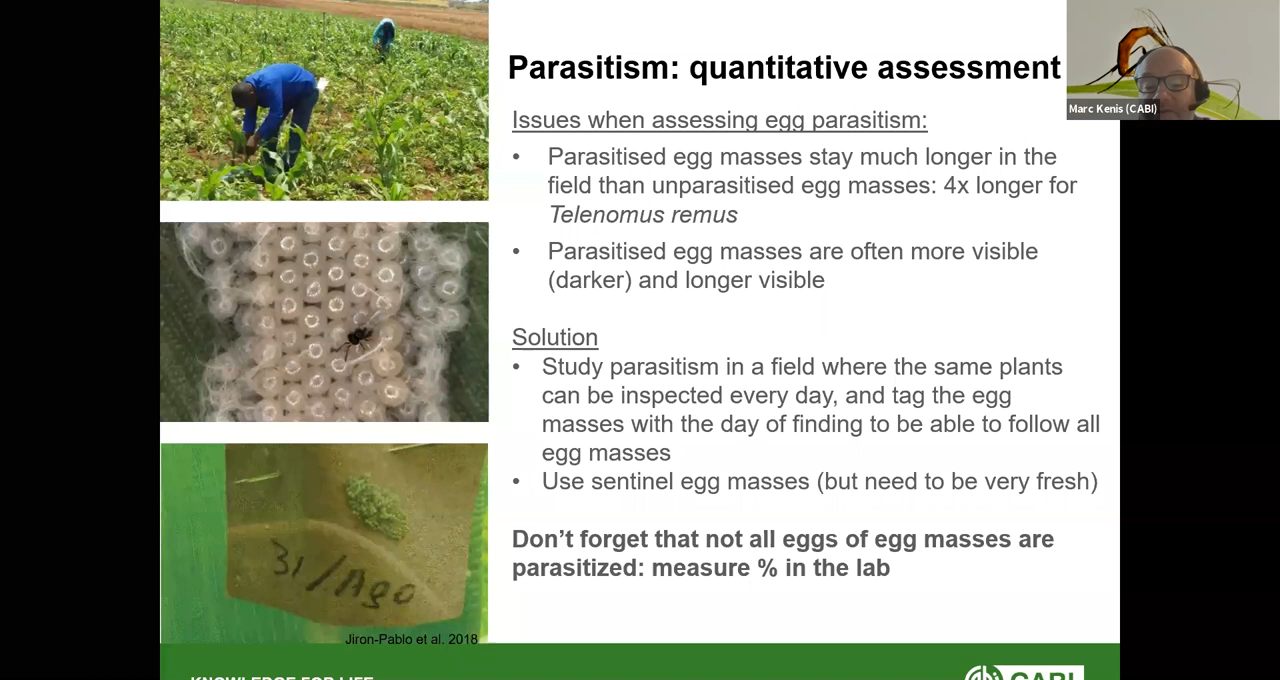 Parasitism: quantitative assessment
Marc Kenis (CABI)
Issues when assessing egg parasitism:
• Parasitised egg masses stay much longer in the
field than unparasitised egg masses: 4x longer for
Telenomus remus
• Parasitised egg masses are often more visible
(darker) and longer visible
Solution
• Study parasitism in a field where the same plants
can be inspected every day, and tag the egg
masses with the day of finding to be able to follow all
egg masses
• Use sentinel egg masses (but need to be very fresh)
Don’t forget that not all eggs of egg masses are
parasitized: measure % in the lab
31/Ago
Jiron-Pablo et al. 2018
KNOWLEDGE FOR LIFE
CABI